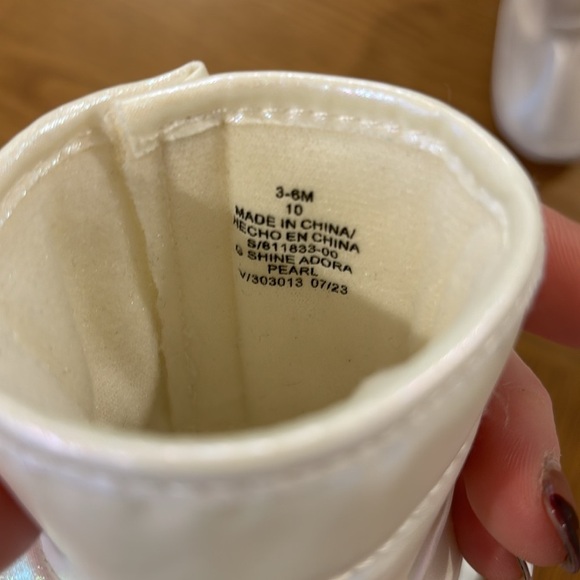 3-6M
10
MADE IN CHINA/
HECHO EN CHINA
S/611833-00
G SHINE ADORA
PEARL
V/303013 07/23